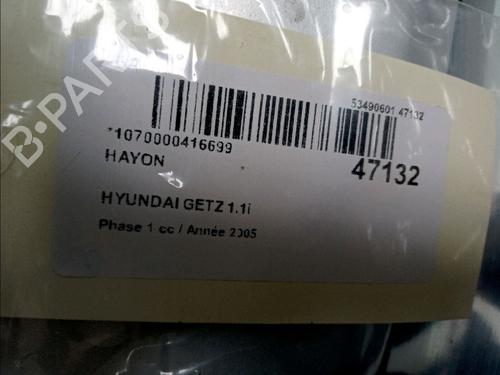 53490601 47132
*1070000416699
47132
HAYON
HYUNDAI GETZ 1.1i
Phase 1 cc / Année 2005
B-PARTS